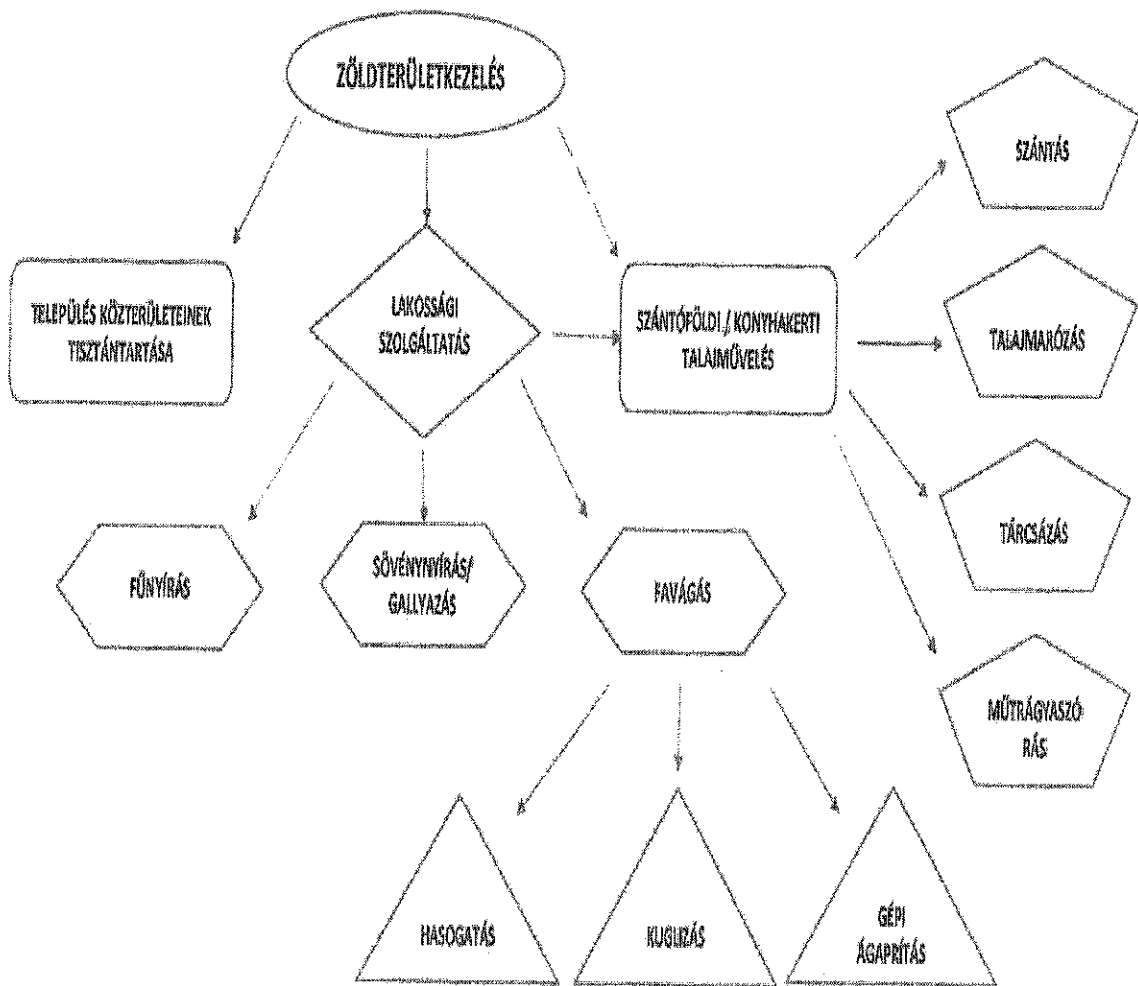 ZÖLDTERÜLETKEZELÉS
TELEPÜLÉS KÖZTERÜLETEINEK
TISZTÁNTARTÁSA
LAKOSSÁGI
SZOLGÁLTATÁS
SZÁNTÓFÖLDI / KONYHAKERTI
TALAJMŰVELÉS
SZÁNTÁS
TALAJMARÓZÁS
TÁRCSÁZÁS
MŰTRÁGYASZÓ
RÁS
FŰNYÍRÁS
SÖVÉNYNYÍRÁS/
GALLYAZÁS
FAVÁGÁS
HASOGATÁS
KUGLIZÁS
GÉPI
ÁGAPRÍTÁS